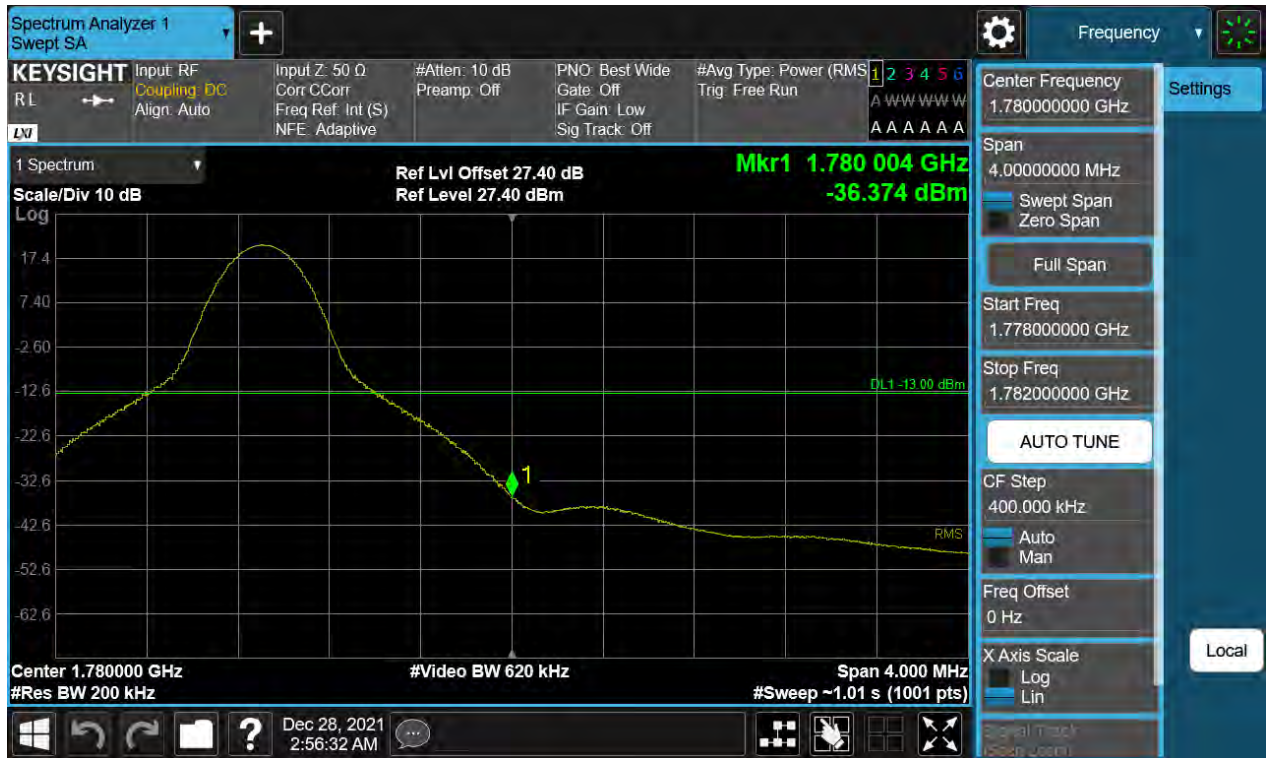 Spectrum Analyzer 1
Swept SA
Frequency
KEYSIGHT
RL
LXI
Input: RF
Coupling: DC
Align: Auto
Input Z: 50 Ω
Corr CCorr
Freq Ref: Int (S)
NFE: Adaptive
#Atten: 10 dB
Preamp: Off
PNO: Best Wide
Gate: Off
IF Gain: Low
Sig Track: Off
#Avg Type: Power (RMS
Trig: Free Run
1 2 3 4 5 6
A W W W W W
A A A A A A
1 Spectrum
Scale/Div 10 dB
Log
Ref Lvl Offset 27.40 dB
Ref Level 27.40 dBm
Mkr1 1.780 004 GHz
-36.374 dBm
17.4
7.40
-2.60
-12.6
-22.6
-32.6
-42.6
-52.6
-62.6
DL1 -13.00 dBm
1
RMS
Center 1.780000 GHz
#Res BW 200 kHz
#Video BW 620 kHz
Span 4.000 MHz
#Sweep ~1.01 s (1001 pts)
Center Frequency
1.780000000 GHz
Span
4.00000000 MHz
Swept Span
Zero Span
Full Span
Start Freq
1.778000000 GHz
Stop Freq
1.782000000 GHz
AUTO TUNE
CF Step
400.000 kHz
Auto
Man
Freq Offset
0 Hz
X Axis Scale
Log
Lin
Signal Track
(Span Zoom)
Settings
Local
?
Dec 28, 2021
2:56:32 AM